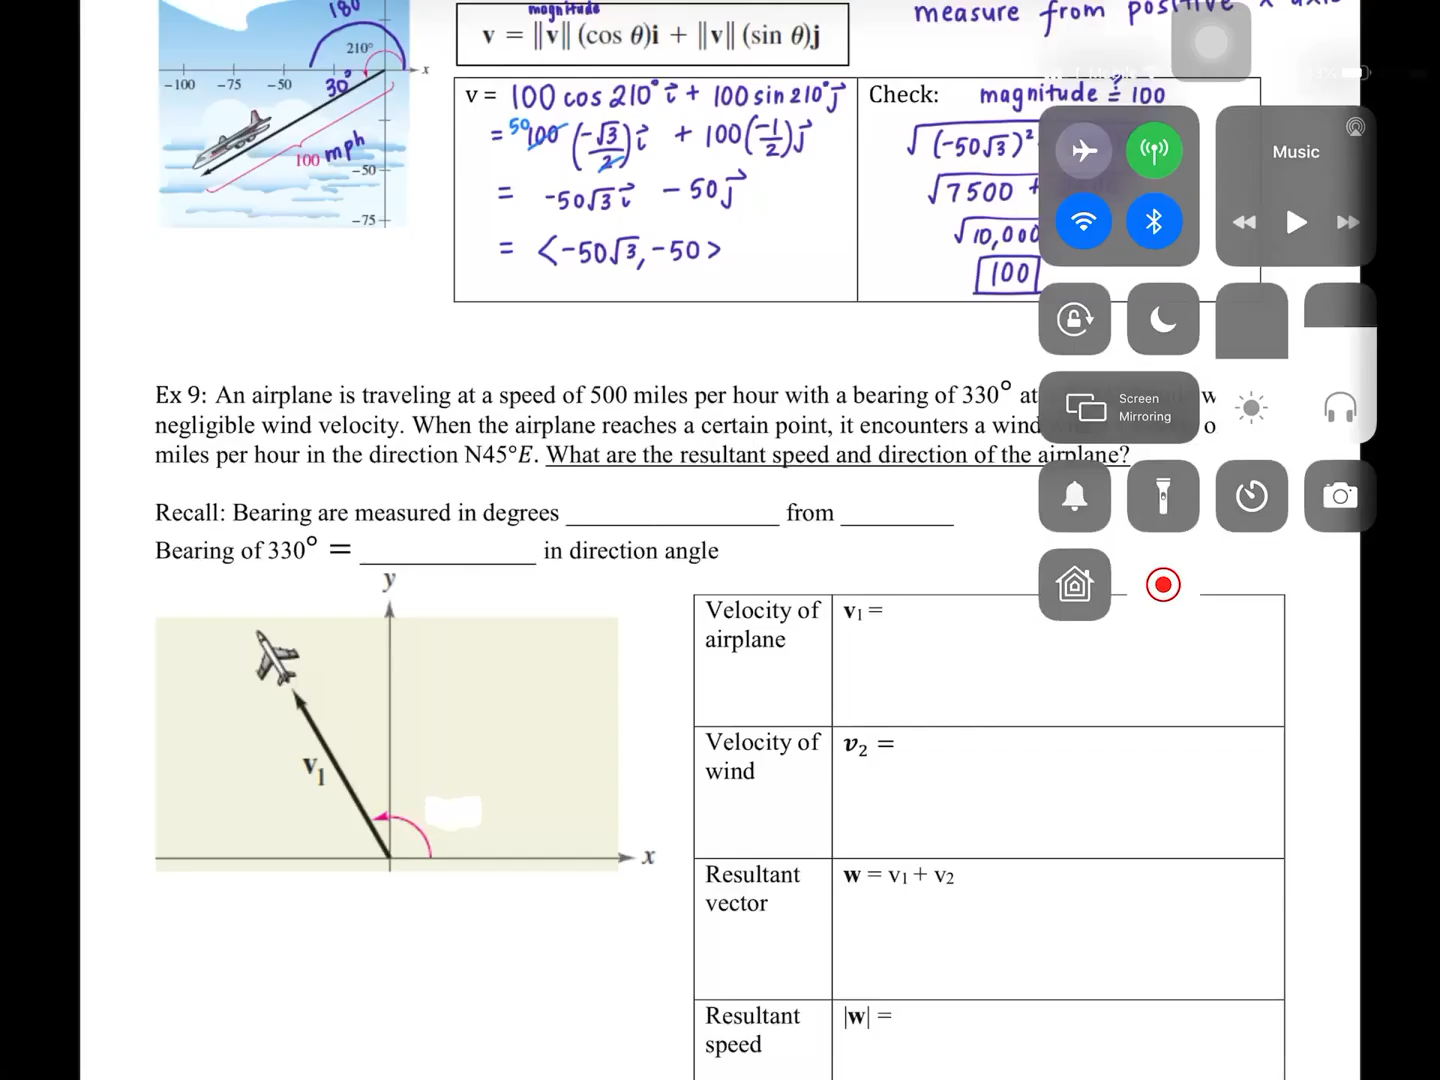 magnitude
measure from positive x axis
180
v = ||v|| (cos θ)i + ||v|| (sin θ)j
210°
x
-100 -75 -50
30°
100 mph
-50
-75
v = 100 cos 210° i + 100 sin 210° j
= 50 100 (-√3/2) i + 100(-1/2) j
= -50√3 i - 50 j
= <-50√3, -50>
Check: magnitude ≟ 100
√(-50√3)²
√7500 +
√10,000
100
Music
Screen
Mirroring
Ex 9: An airplane is traveling at a speed of 500 miles per hour with a bearing of 330° at
negligible wind velocity. When the airplane reaches a certain point, it encounters a wind
miles per hour in the direction N45°E. What are the resultant speed and direction of the airplane?
Recall: Bearing are measured in degrees ____________ from ________
Bearing of 330° = ____________ in direction angle
y
v₁
x
Velocity of
airplane
v₁ =
Velocity of
wind
v₂ =
Resultant
vector
w = v₁ + v₂
Resultant
speed
|w| =